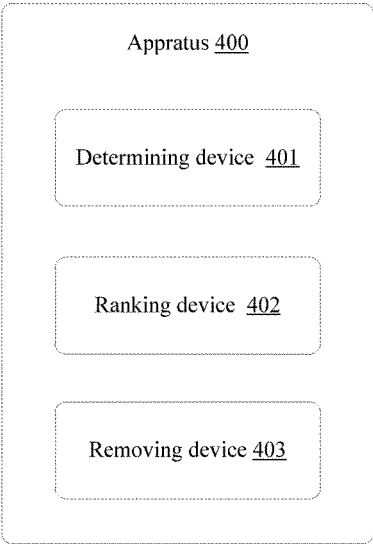 Appratus 400
Determining device 401
Ranking device 402
Removing device 403